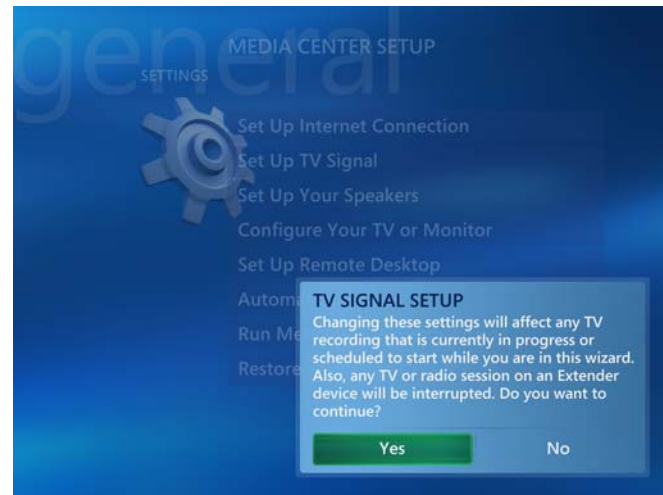 general
MEDIA CENTER SETUP
SETTINGS
Set Up Internet Connection
Set Up TV Signal
Set Up Your Speakers
Configure Your TV or Monitor
Set Up Remote Desktop
Run
Restore
TV SIGNAL SETUP
Changing these settings will affect any TV
recording that is currently in progress or
scheduled to start while you are in this wizard.
Also, any TV or radio session on an Extender
device will be interrupted. Do you want to
continue?
Yes No